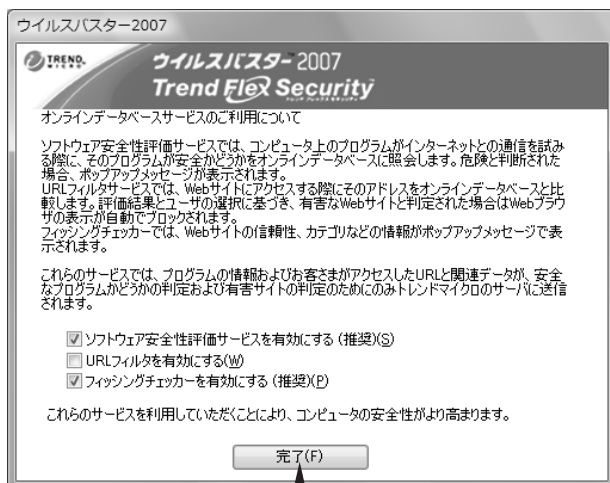 ウイルスバスター2007
TREND MICRO
ウイルスバスター™2007
Trend Flex Security
トレンド フレックス セキュリティ
オンラインデータベースサービスのご利用について
ソフトウェア安全性評価サービスでは、コンピュータ上のプログラムがインターネットとの通信を試み
る際に、そのプログラムが安全かどうかをオンラインデータベースに照会します。危険と判断された
場合、ポップアップメッセージが表示されます。
URLフィルタサービスでは、Webサイトにアクセスする際にそのアドレスをオンラインデータベースと比
較します。評価結果とユーザの選択に基づき、有害なWebサイトと判定された場合はWebブラウ
ザの表示が自動でブロックされます。
フィッシングチェッカーでは、Webサイトの信頼性、カテゴリなどの情報がポップアップメッセージで表
示されます。
これらのサービスでは、プログラムの情報およびお客さまがアクセスしたURLと関連データが、安全
なプログラムかどうかの判定および有害サイトの判定のためにのみトレンドマイクロのサーバに送信
されます。
ソフトウェア安全性評価サービスを有効にする (推奨)(S)
URLフィルタを有効にする(W)
フィッシングチェッカーを有効にする (推奨)(P)
これらのサービスを利用していただくことにより、コンピュータの安全性がより高まります。
完了(F)